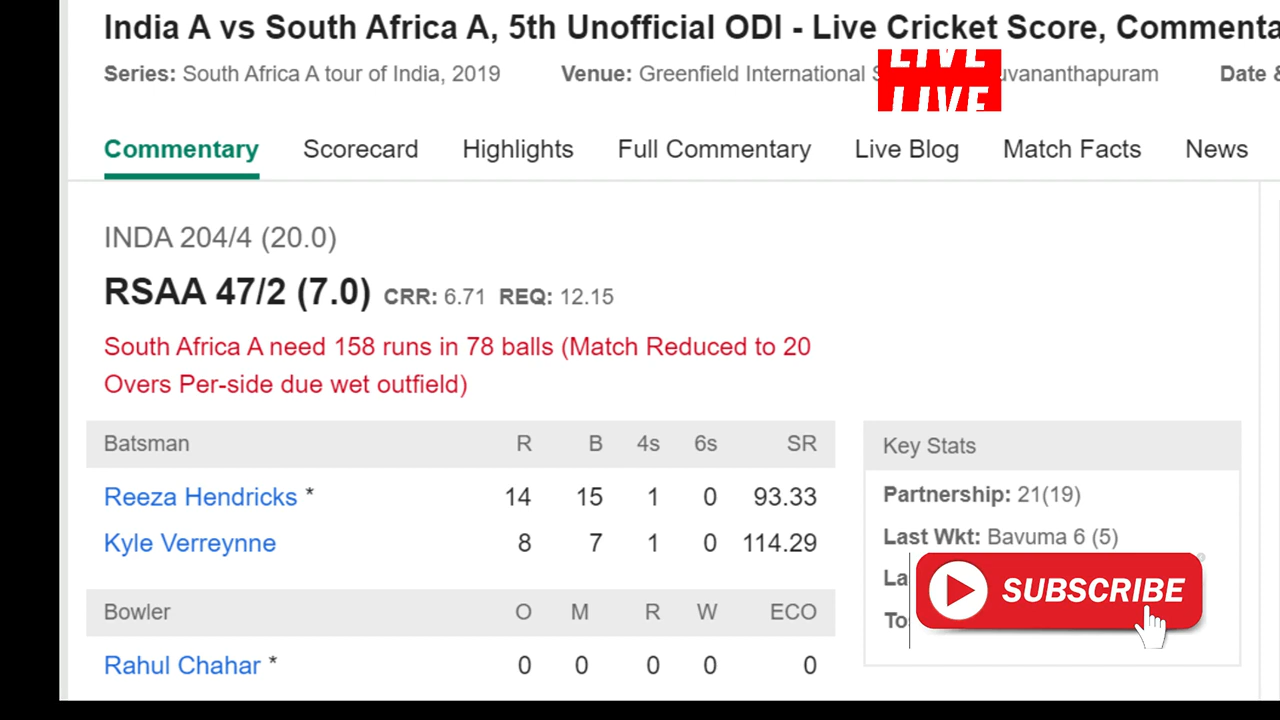 India A vs South Africa A, 5th Unofficial ODI - Live Cricket Score, Commenta
Series: South Africa A tour of India, 2019 Venue: Greenfield International uvananthapuram Date &
LIVE
LIVE
Commentary Scorecard Highlights Full Commentary Live Blog Match Facts News
INDA 204/4 (20.0)
RSAA 47/2 (7.0) CRR: 6.71 REQ: 12.15
South Africa A need 158 runs in 78 balls (Match Reduced to 20
Overs Per-side due wet outfield)
Batsman R B 4s 6s SR
Reeza Hendricks * 14 15 1 0 93.33
Kyle Verreynne 8 7 1 0 114.29
Bowler O M R W ECO
Rahul Chahar * 0 0 0 0 0
Key Stats
Partnership: 21(19)
Last Wkt: Bavuma 6 (5)
La
To
SUBSCRIBE